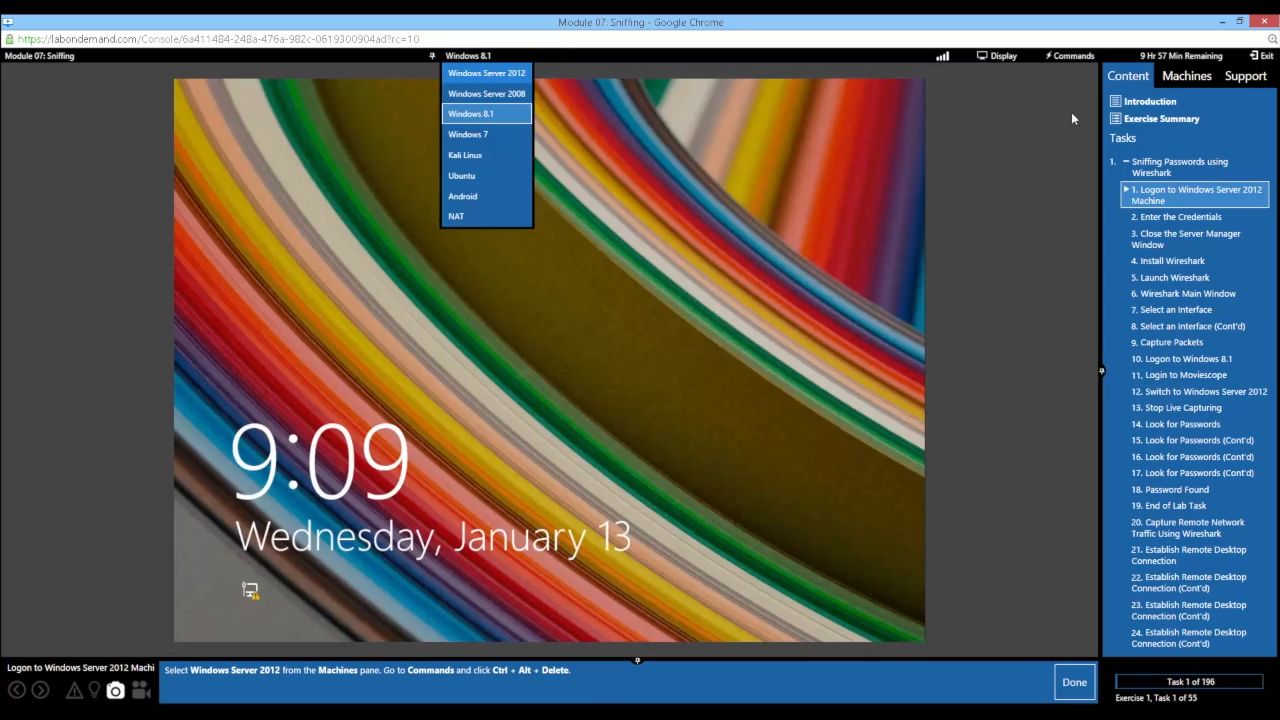 Module 07: Sniffing - Google Chrome
https://labondemand.com/Console/6a411484-248a-476a-982c-0619300904ad?rc=10
Module 07: Sniffing
Windows 8.1
Display
Commands
9 Hr 57 Min Remaining
Exit
Windows Server 2012
Windows Server 2008
Windows 8.1
Windows 7
Kali Linux
Ubuntu
Android
NAT
9:09
Wednesday, January 13
Content Machines Support
Introduction
Exercise Summary
Tasks
1. Sniffing Passwords using
Wireshark
1. Logon to Windows Server 2012
Machine
2. Enter the Credentials
3. Close the Server Manager
Window
4. Install Wireshark
5. Launch Wireshark
6. Wireshark Main Window
7. Select an Interface
8. Select an Interface (Cont'd)
9. Capture Packets
10. Logon to Windows 8.1
11. Login to Moviescope
12. Switch to Windows Server 2012
13. Stop Live Capturing
14. Look for Passwords
15. Look for Passwords (Cont'd)
16. Look for Passwords (Cont'd)
17. Look for Passwords (Cont'd)
18. Password Found
19. End of Lab Task
20. Capture Remote Network
Traffic Using Wireshark
21. Establish Remote Desktop
Connection
22. Establish Remote Desktop
Connection (Cont'd)
23. Establish Remote Desktop
Connection (Cont'd)
24. Establish Remote Desktop
Connection (Cont'd)
Logon to Windows Server 2012 Machi
Select Windows Server 2012 from the Machines pane. Go to Commands and click Ctrl + Alt + Delete.
Done
Task 1 of 196
Exercise 1, Task 1 of 55